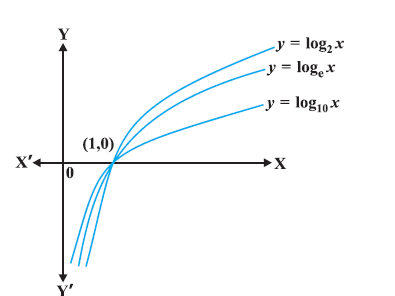 Y
y = log₂ x
y = logₑ x
y = log₁₀ x
(1,0)
X′
X
0
Y′